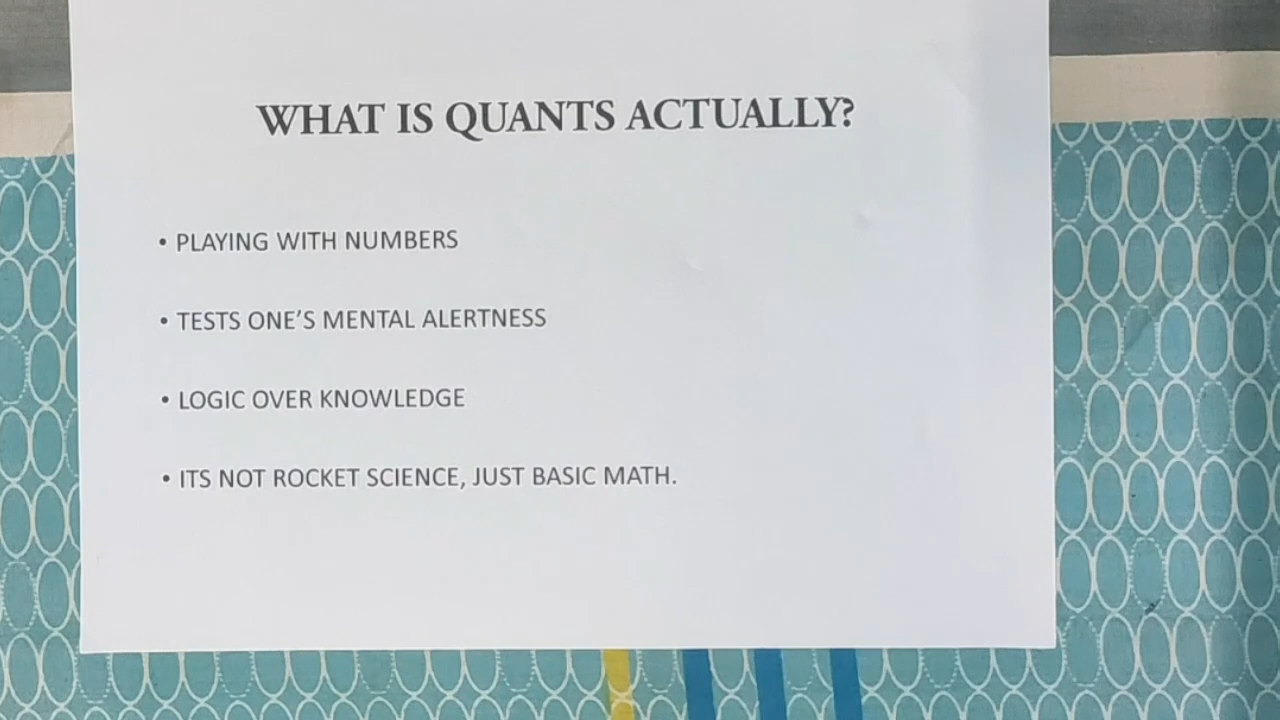 WHAT IS QUANTS ACTUALLY?
• PLAYING WITH NUMBERS
• TESTS ONE'S MENTAL ALERTNESS
• LOGIC OVER KNOWLEDGE
• ITS NOT ROCKET SCIENCE, JUST BASIC MATH.